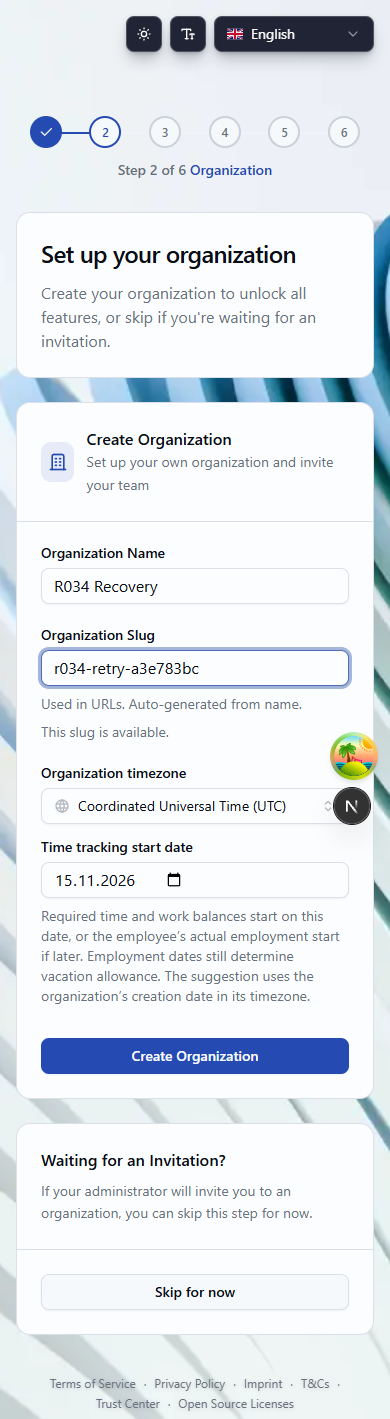 English
2
3
4
5
6
Step 2 of 6 Organization
Set up your organization
Create your organization to unlock all
features, or skip if you're waiting for an
invitation.
Create Organization
Set up your own organization and invite
your team
Organization Name
R034 Recovery
Organization Slug
r034-retry-a3e783bc
Used in URLs. Auto-generated from name.
This slug is available.
Organization timezone
Coordinated Universal Time (UTC)
N
Time tracking start date
15.11.2026
Required time and work balances start on this
date, or the employee's actual employment start
if later. Employment dates still determine
vacation allowance. The suggestion uses the
organization's creation date in its timezone.
Create Organization
Waiting for an Invitation?
If your administrator will invite you to an
organization, you can skip this step for now.
Skip for now
Terms of Service · Privacy Policy · Imprint · T&Cs ·
Trust Center · Open Source Licenses